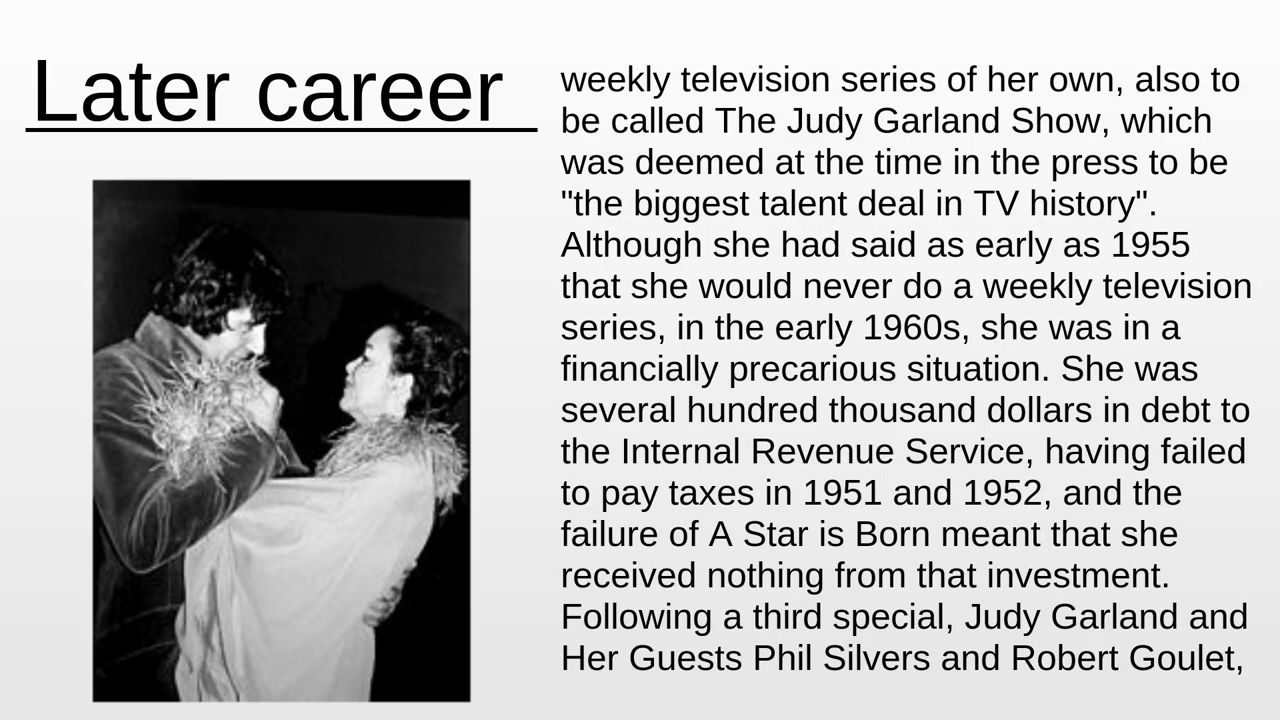 Later career
weekly television series of her own, also to
be called The Judy Garland Show, which
was deemed at the time in the press to be
"the biggest talent deal in TV history".
Although she had said as early as 1955
that she would never do a weekly television
series, in the early 1960s, she was in a
financially precarious situation. She was
several hundred thousand dollars in debt to
the Internal Revenue Service, having failed
to pay taxes in 1951 and 1952, and the
failure of A Star is Born meant that she
received nothing from that investment.
Following a third special, Judy Garland and
Her Guests Phil Silvers and Robert Goulet,